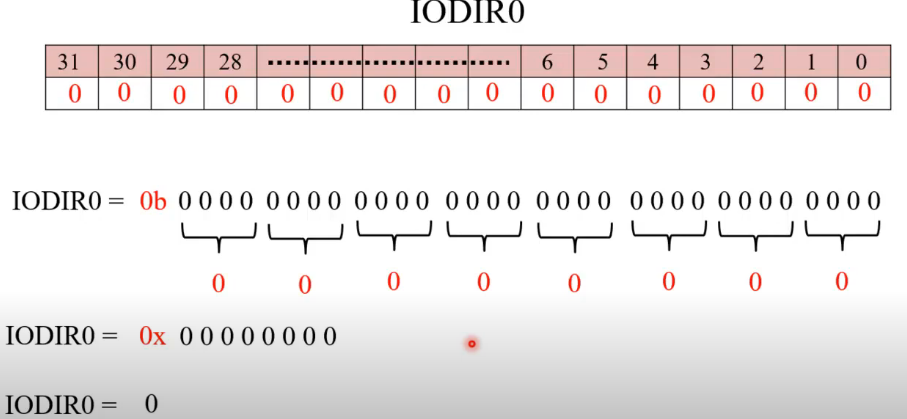 IODIR0
31 30 29 28 ........................... 6 5 4 3 2 1 0
0 0 0 0 0 0 0 0 0 0 0 0 0 0 0 0
IODIR0 = 0b 0 0 0 0 0 0 0 0 0 0 0 0 0 0 0 0 0 0 0 0 0 0 0 0 0 0 0 0 0 0 0 0
0 0 0 0 0 0 0 0
IODIR0 = 0x 0 0 0 0 0 0 0 0
IODIR0 = 0